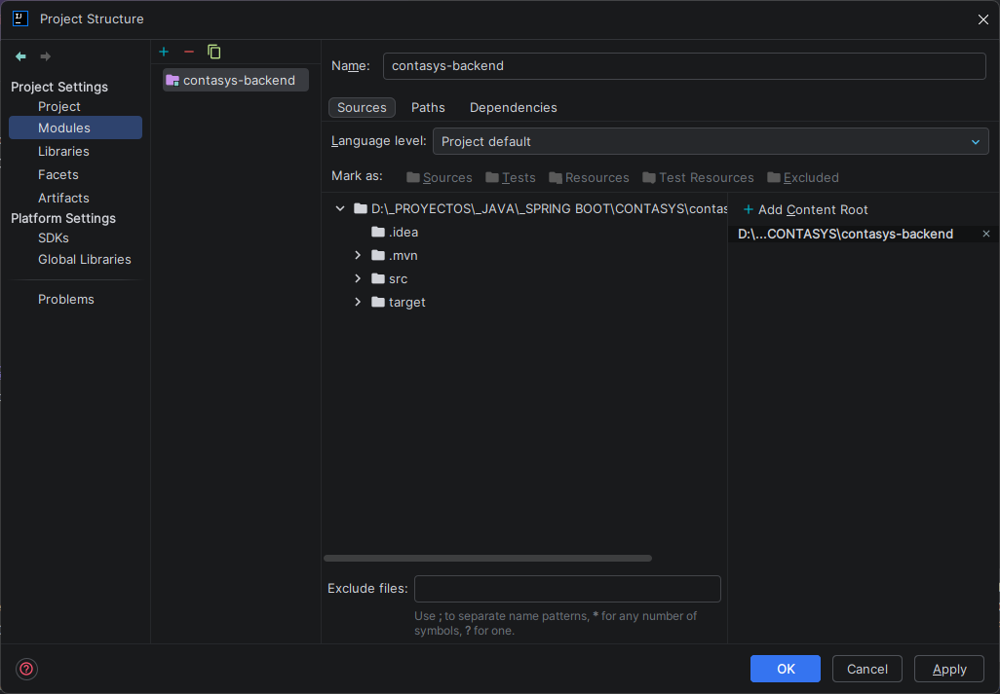 Project Structure
Project Settings
Project
Modules
Libraries
Facets
Artifacts
Platform Settings
SDKs
Global Libraries
Problems
contasys-backend
Name: contasys-backend
Sources Paths Dependencies
Language level: Project default
Mark as: Sources Tests Resources Test Resources Excluded
D:\_PROYECTOS\_JAVA\_SPRING BOOT\CONTASYS\contas
.idea
.mvn
src
target
+ Add Content Root
D:\...CONTASYS\contasys-backend
Exclude files:
Use ; to separate name patterns, * for any number of
symbols, ? for one.
OK Cancel Apply